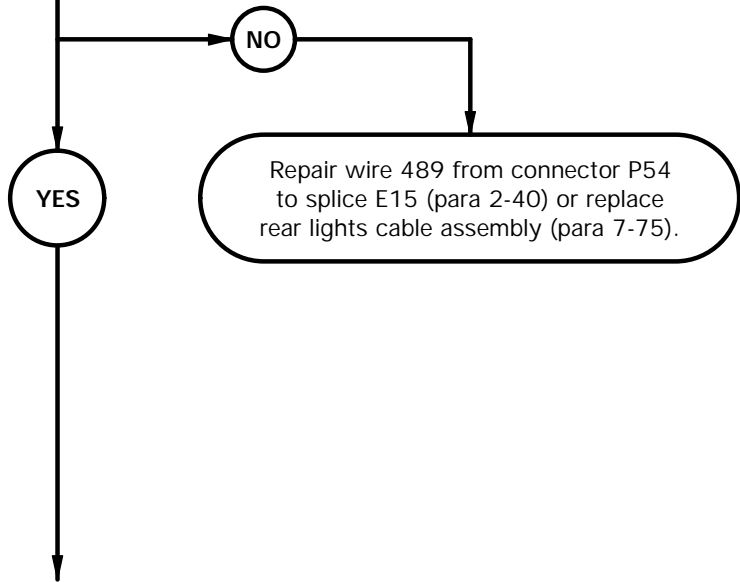 NO
YES
Repair wire 489 from connector P54
to splice E15 (para 2-40) or replace
rear lights cable assembly (para 7-75).